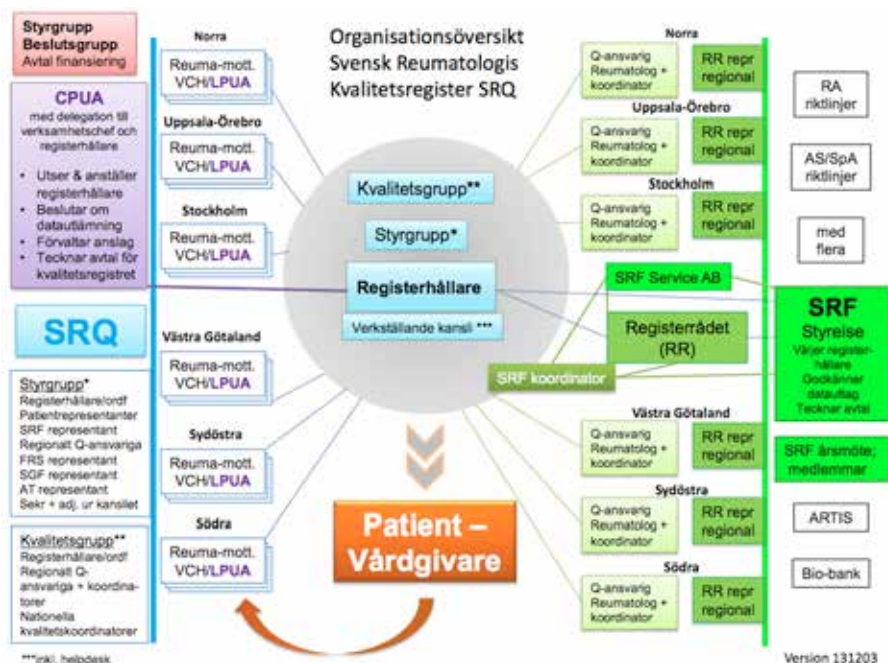 Styrgrupp
Beslutsgrupp
Avtal finansiering
CPUA
med delegation till
verksamhetschef och
registerhållare
• Utser & anställer
registerhållare
• Beslutar om
datautlämning
• Förvaltar anslag
• Tecknar avtal för
kvalitetsregistret
SRQ
Styrgrupp*
Registerhållare/ordf
Patientrepresentanter
SRF representant
Regionalt Q-ansvariga
FRS representant
SGF representant
AT representant
Sekr + adj. ur kansliet
Kvalitetsgrupp**
Registerhållare/ordf
Regionalt Q-
ansvariga + koordina-
torer
Nationella
kvalitetskoordinatorer
***inkl. helpdesk
Norra
Reuma-mott.
VCH/LPUA
Uppsala-Örebro
Reuma-mott.
VCH/LPUA
Stockholm
Reuma-mott.
VCH/LPUA
Västra Götaland
Reuma-mott.
VCH/LPUA
Sydöstra
Reuma-mott.
VCH/LPUA
Södra
Reuma-mott.
VCH/LPUA
Organisationsöversikt
Svensk Reumatologis
Kvalitetsregister SRQ
Kvalitetsgrupp**
Styrgrupp*
Registerhållare
Verkställande kansli ***
SRF koordinator
Patient –
Vårdgivare
Norra
Q-ansvarig
Reumatolog +
koordinator
RR repr
regional
Uppsala-Örebro
Q-ansvarig
Reumatolog +
koordinator
RR repr
regional
Stockholm
Q-ansvarig
Reumatolog +
koordinator
RR repr
regional
SRF Service AB
Registerrådet
(RR)
Västra Götaland
Q-ansvarig
Reumatolog +
koordinator
RR repr
regional
Sydöstra
Q-ansvarig
Reumatolog +
koordinator
RR repr
regional
Södra
Q-ansvarig
Reumatolog +
koordinator
RR repr
regional
RA
riktlinjer
AS/SpA
riktlinjer
med
flera
SRF
Styrelse
Väljer register-
hållare
Godkänner
datauttag
Tecknar avtal
SRF årsmöte;
medlemmar
ARTIS
Bio-bank
Version 131203